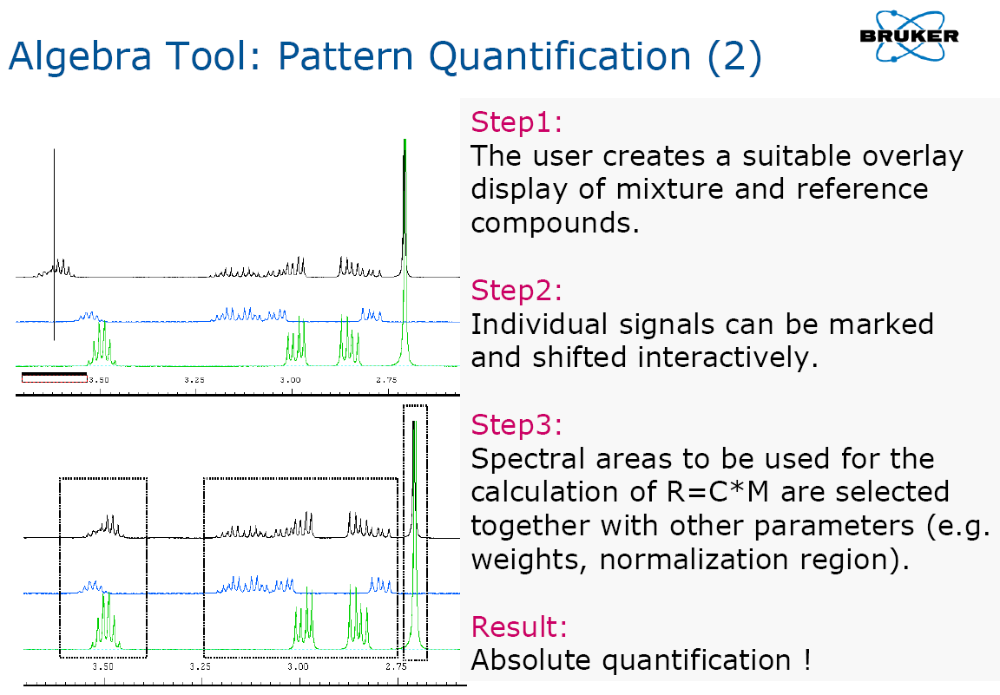 Algebra Tool: Pattern Quantification (2)
BRUKER
Step1:
The user creates a suitable overlay
display of mixture and reference
compounds.
Step2:
Individual signals can be marked
and shifted interactively.
Step3:
Spectral areas to be used for the
calculation of R=C*M are selected
together with other parameters (e.g.
weights, normalization region).
Result:
Absolute quantification !
3.50 3.25 3.00 2.75
3.50 3.25 3.00 2.75